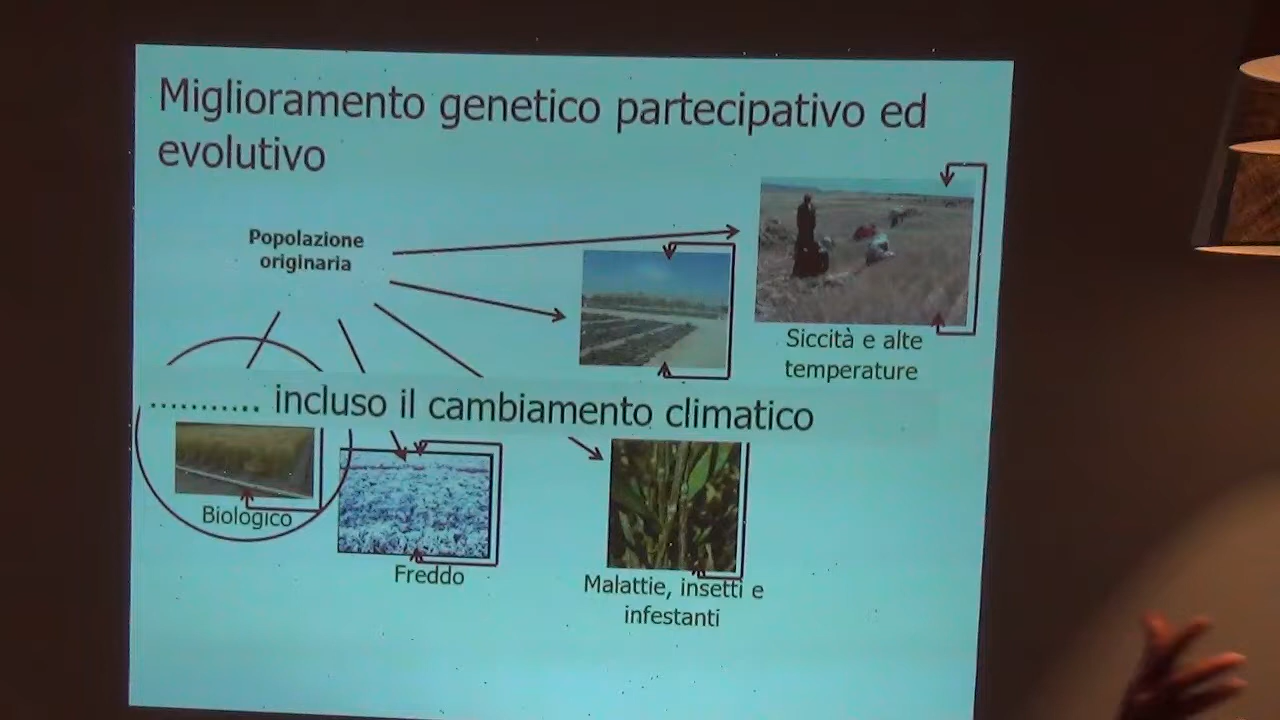 Miglioramento genetico partecipativo ed
evolutivo
Popolazione
originaria
Siccità e alte
temperature
........... incluso il cambiamento climatico
Biologico
Freddo
Malattie, insetti e
infestanti